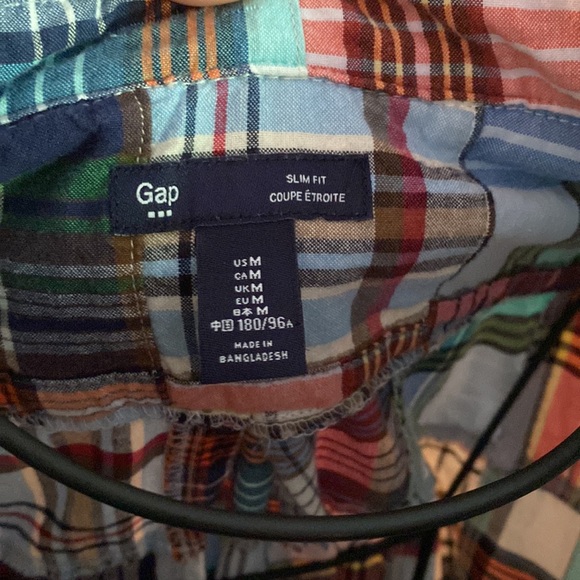 Gap
SLIM FIT
COUPE ÉTROITE
US M
CA M
UK M
EU M
日本 M
中国 180/96A
MADE IN
BANGLADESH